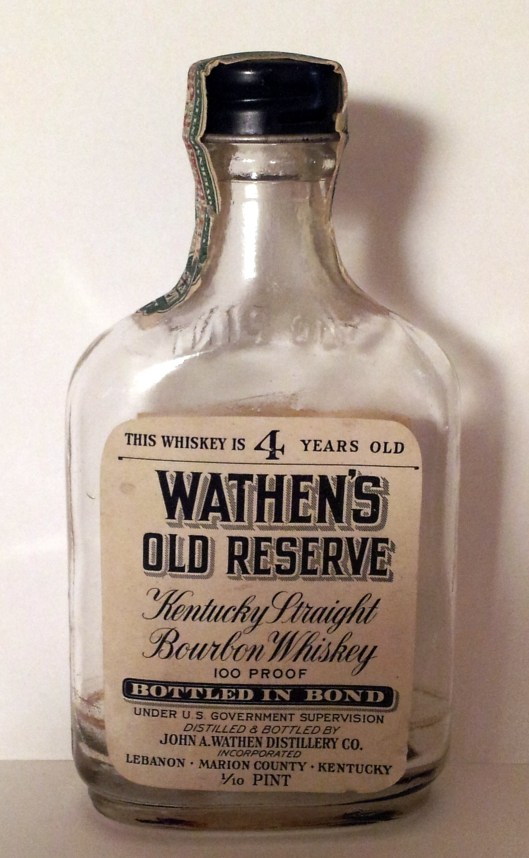 THIS WHISKEY IS 4 YEARS OLD
WATHEN'S
OLD RESERVE
Kentucky Straight
Bourbon Whiskey
100 PROOF
BOTTLED IN BOND
UNDER U.S. GOVERNMENT SUPERVISION
DISTILLED & BOTTLED BY
JOHN A. WATHEN DISTILLERY CO.
INCORPORATED
LEBANON · MARION COUNTY · KENTUCKY
1/10 PINT